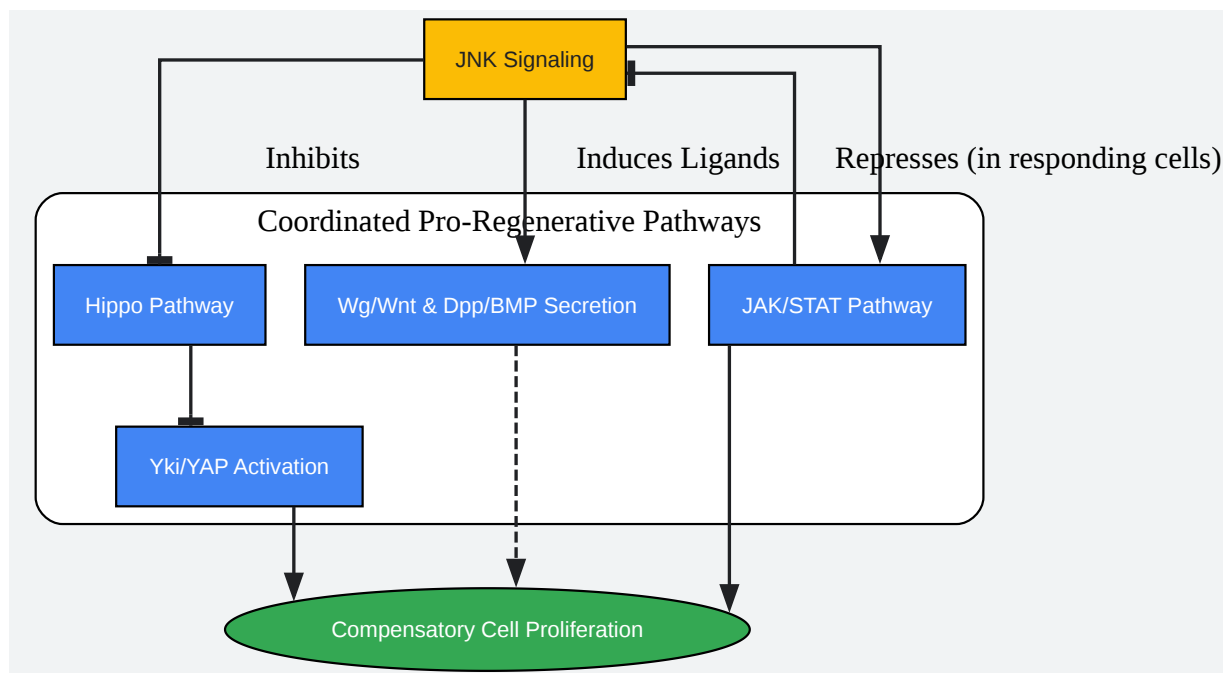 JNK Signaling
Inhibits
Induces Ligands
Represses (in responding cells)
Coordinated Pro-Regenerative Pathways
Hippo Pathway
Wg/Wnt & Dpp/BMP Secretion
JAK/STAT Pathway
Yki/YAP Activation
Compensatory Cell Proliferation